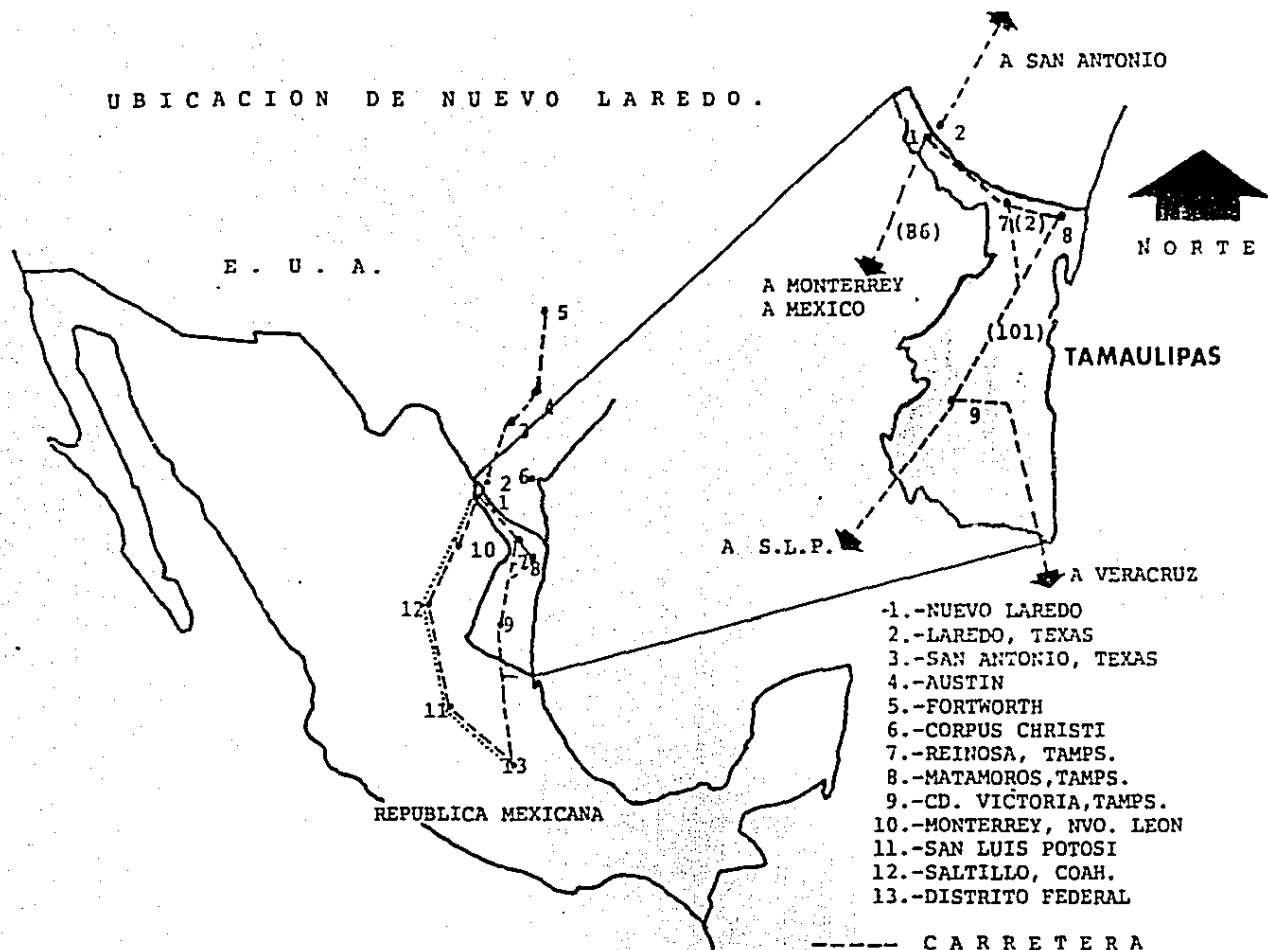 UBICACION DE NUEVO LAREDO.
A SAN ANTONIO
1
2
NORTE
(86)
7
(2)
8
A MONTERREY
A MEXICO
(101)
TAMAULIPAS
9
A S.L.P.
A VERACRUZ
E. U. A.
5
4
3
2
6
1
10
7
8
12
9
11
13
REPUBLICA MEXICANA
1.-NUEVO LAREDO
2.-LAREDO, TEXAS
3.-SAN ANTONIO, TEXAS
4.-AUSTIN
5.-FORTWORTH
6.-CORPUS CHRISTI
7.-REINOSA, TAMPS.
8.-MATAMOROS,TAMPS.
9.-CD. VICTORIA,TAMPS.
10.-MONTERREY, NVO. LEON
11.-SAN LUIS POTOSI
12.-SALTILLO, COAH.
13.-DISTRITO FEDERAL
----- CARRETERA